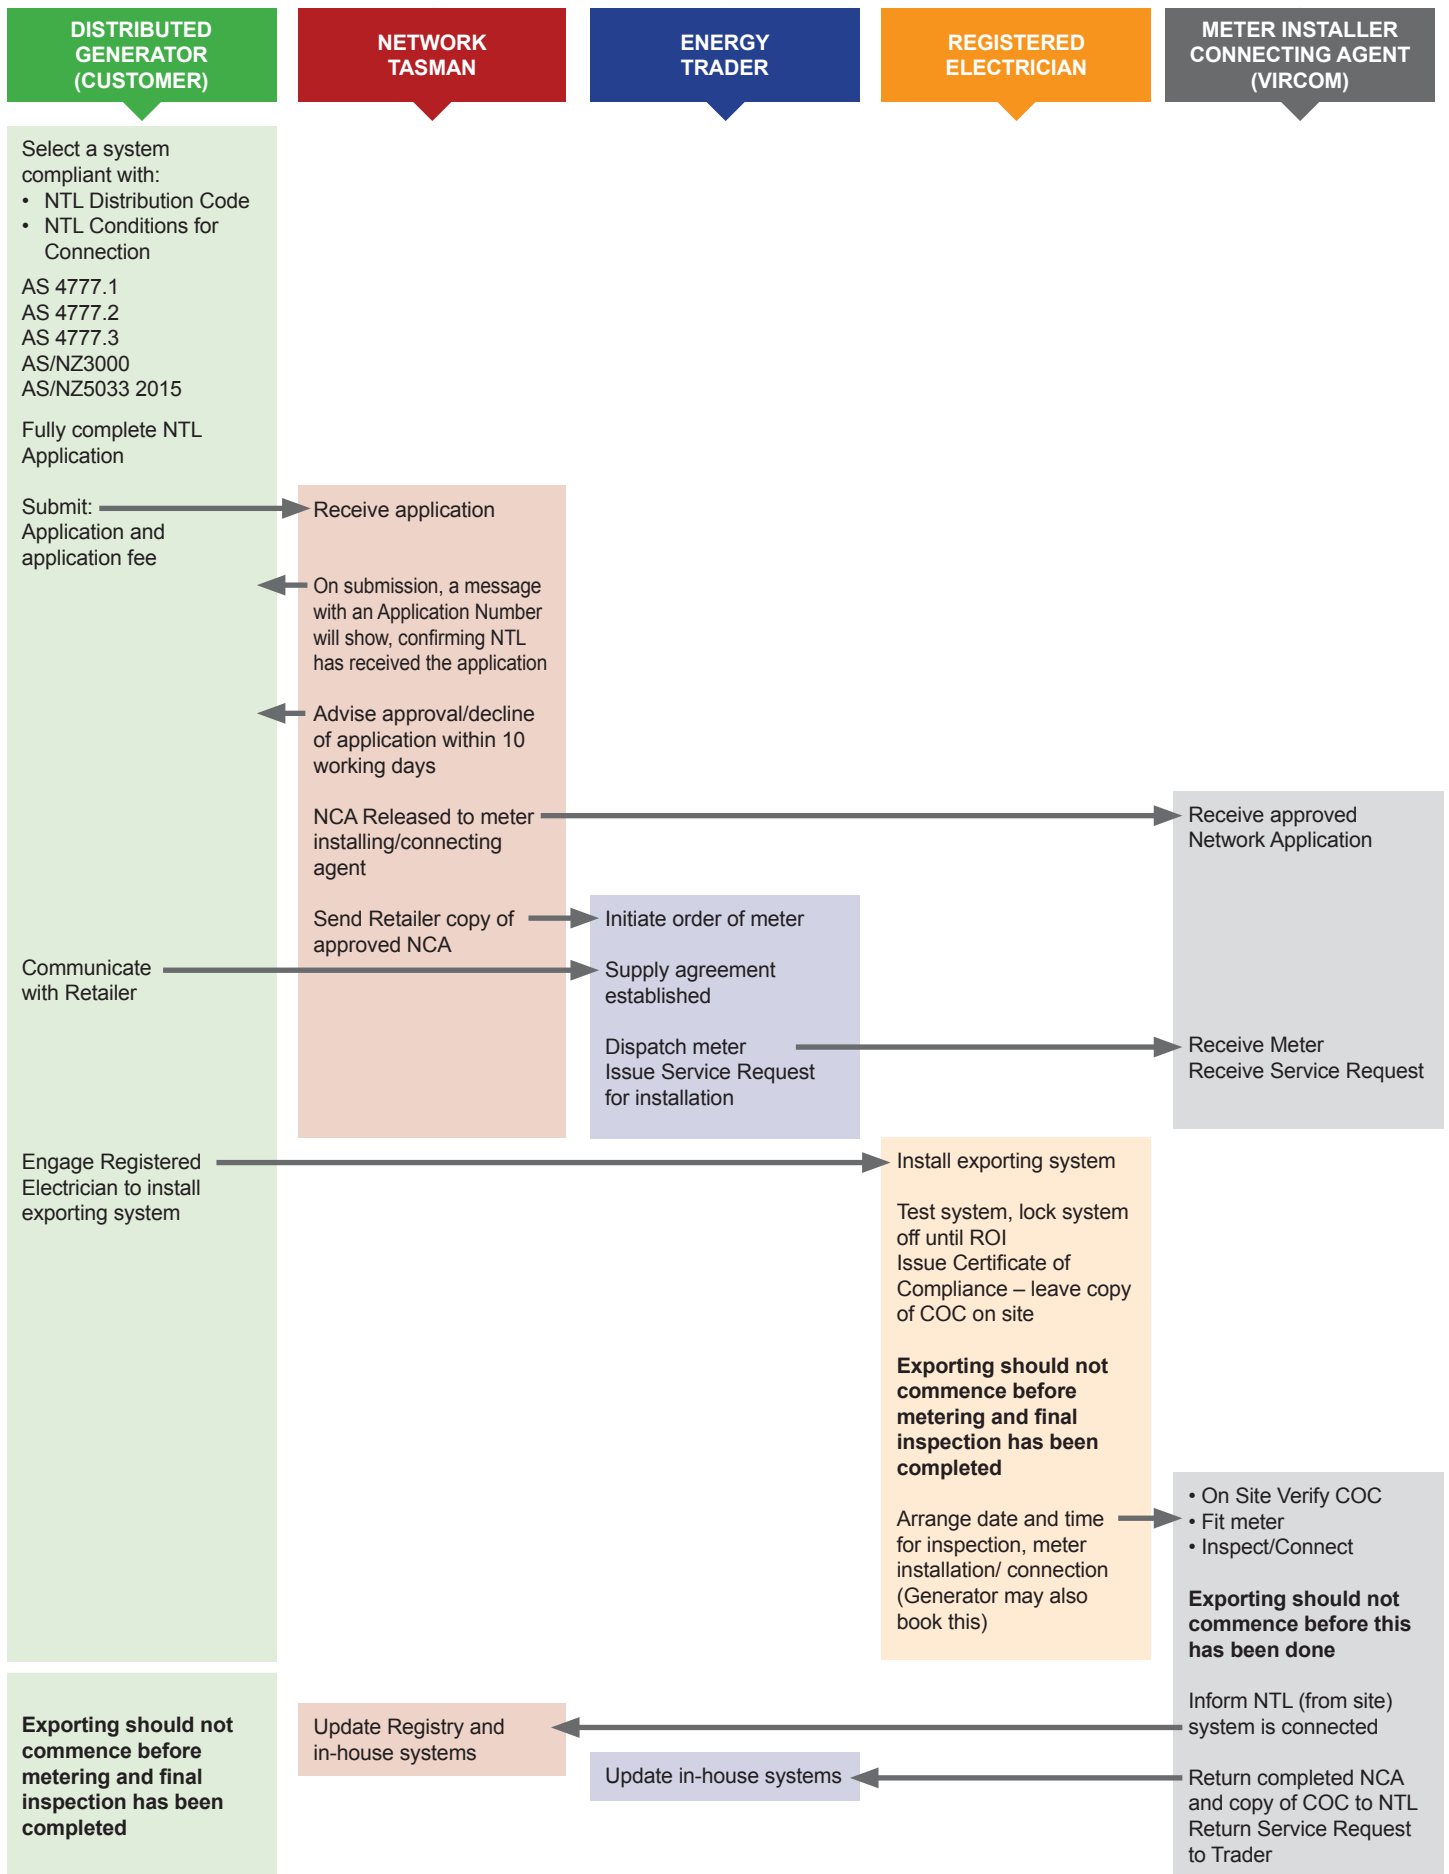 DISTRIBUTED
GENERATOR
(CUSTOMER)
NETWORK
TASMAN
ENERGY
TRADER
REGISTERED
ELECTRICIAN
METER INSTALLER
CONNECTING AGENT
(VIRCOM)
Select a system
compliant with:
• NTL Distribution Code
• NTL Conditions for
Connection
AS 4777.1
AS 4777.2
AS 4777.3
AS/NZ3000
AS/NZ5033 2015
Fully complete NTL
Application
Submit:
Application and
application fee
Receive application
On submission, a message
with an Application Number
will show, confirming NTL
has received the application
Advise approval/decline
of application within 10
working days
NCA Released to meter
installing/connecting
agent
Receive approved
Network Application
Send Retailer copy of
approved NCA
Initiate order of meter
Communicate
with Retailer
Supply agreement
established
Dispatch meter
Issue Service Request
for installation
Receive Meter
Receive Service Request
Engage Registered
Electrician to install
exporting system
Install exporting system
Test system, lock system
off until ROI
Issue Certificate of
Compliance – leave copy
of COC on site
Exporting should not
commence before
metering and final
inspection has been
completed
Arrange date and time
for inspection, meter
installation/ connection
(Generator may also
book this)
• On Site Verify COC
• Fit meter
• Inspect/Connect
Exporting should not
commence before this
has been done
Inform NTL (from site)
system is connected
Update Registry and
in-house systems
Return completed NCA
and copy of COC to NTL
Return Service Request
to Trader
Update in-house systems
Exporting should not
commence before
metering and final
inspection has been
completed